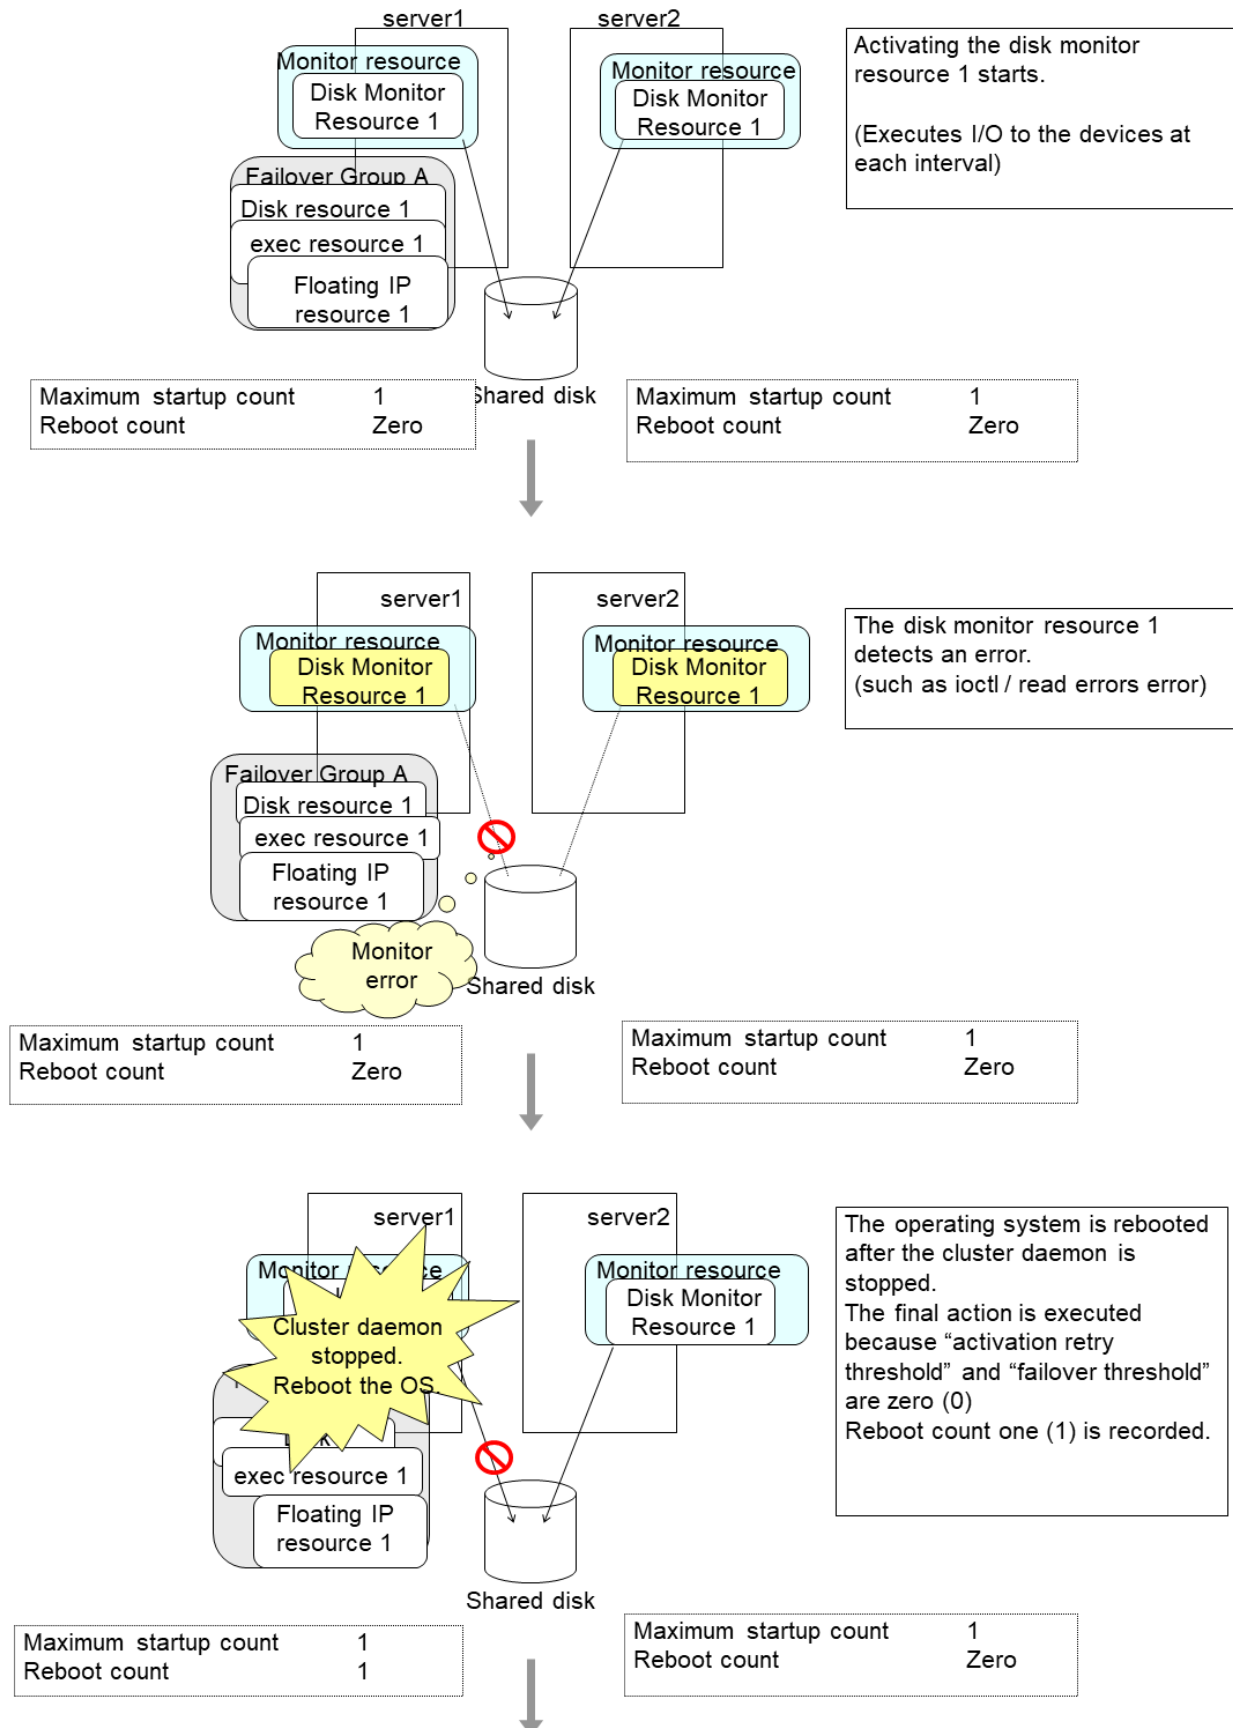 server1
server2
Monitor resource
Disk Monitor
Resource 1
Monitor resource
Disk Monitor
Resource 1
Activating the disk monitor
resource 1 starts.
(Executes I/O to the devices at
each interval)
Failover Group A
Disk resource 1
exec resource 1
Floating IP
resource 1
Shared disk
Maximum startup count 1
Reboot count Zero
Maximum startup count 1
Reboot count Zero
server1
server2
Monitor resource
Disk Monitor
Resource 1
Monitor resource
Disk Monitor
Resource 1
The disk monitor resource 1
detects an error.
(such as ioctl / read errors error)
Failover Group A
Disk resource 1
exec resource 1
Floating IP
resource 1
Monitor
error
Shared disk
Maximum startup count 1
Reboot count Zero
Maximum startup count 1
Reboot count Zero
server1
server2
Monitor
Cluster daemon
stopped.
Reboot the OS.
Monitor resource
Disk Monitor
Resource 1
The operating system is rebooted
after the cluster daemon is
stopped.
The final action is executed
because “activation retry
threshold” and “failover threshold”
are zero (0)
Reboot count one (1) is recorded.
exec resource 1
Floating IP
resource 1
Shared disk
Maximum startup count 1
Reboot count 1
Maximum startup count 1
Reboot count Zero